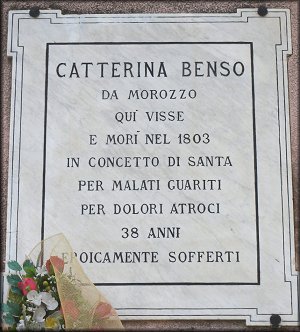 CATTERINA BENSO
DA MOROZZO
QUÌ VISSE
E MORÌ NEL 1803
IN CONCETTO DI SANTA
PER MALATI GUARITI
PER DOLORI ATROCI
38 ANNI
EROICAMENTE SOFFERTI